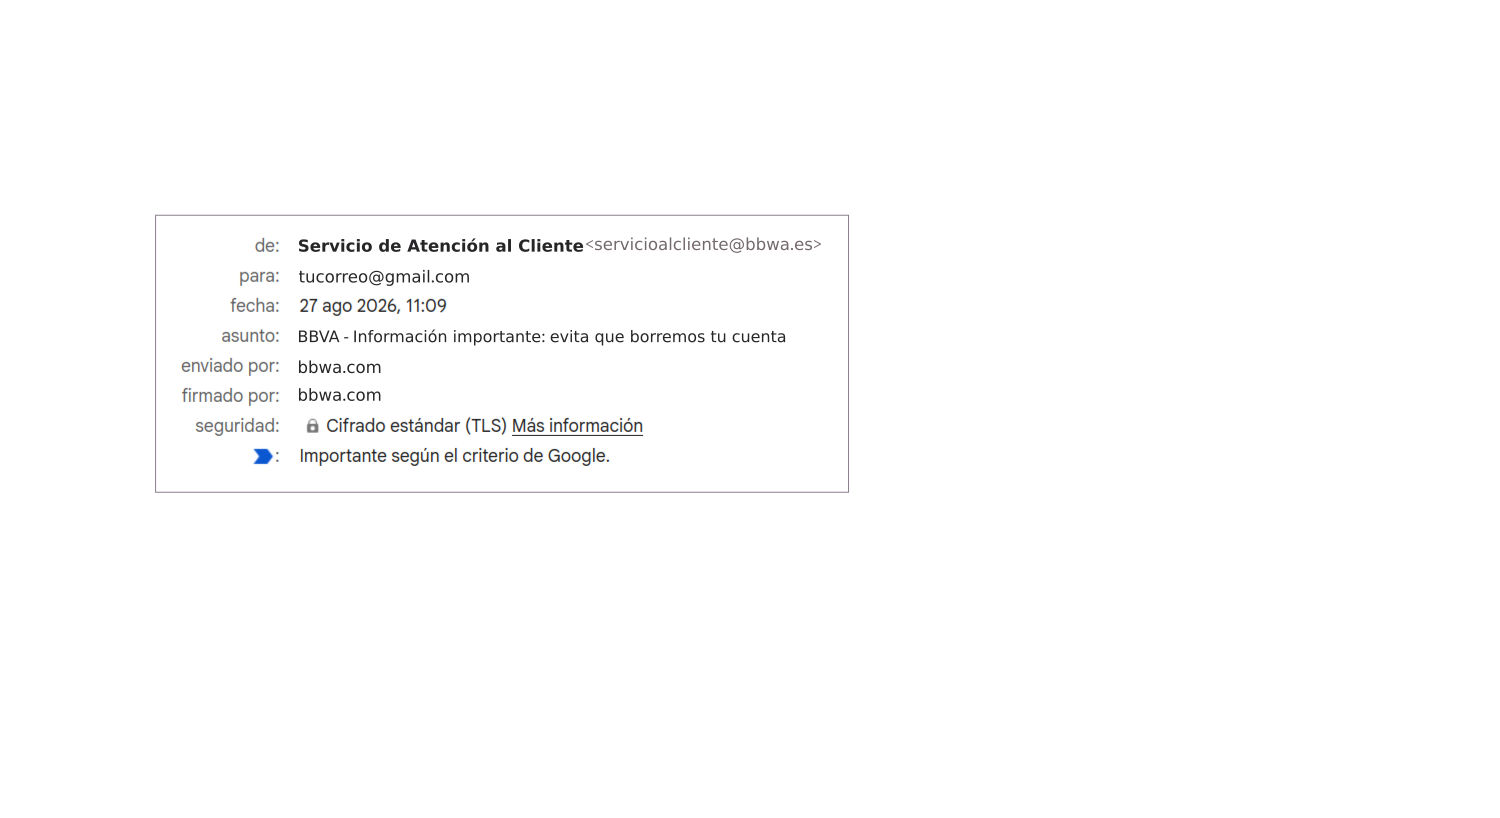 de: Servicio de Atención al Cliente<servicioalcliente@bbwa.es>
para: tucorreo@gmail.com
fecha: 27 ago 2026, 11:09
asunto: BBVA - Información importante: evita que borremos tu cuenta
enviado por: bbwa.com
firmado por: bbwa.com
seguridad: Cifrado estándar (TLS) Más información
: Importante según el criterio de Google.